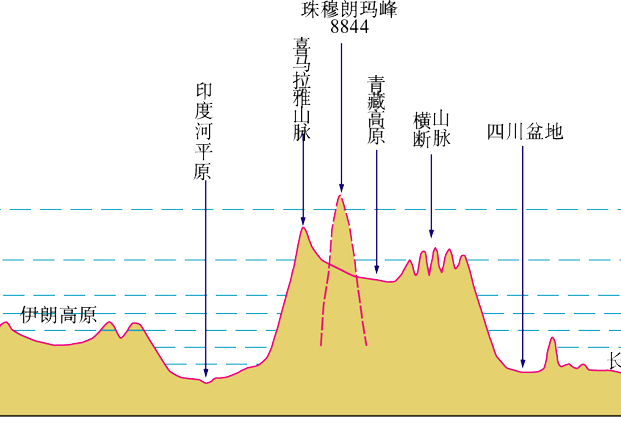 珠穆朗玛峰
8844
喜马拉雅山脉
青藏高原
印度河平原
横断山脉
四川盆地
伊朗高原
长